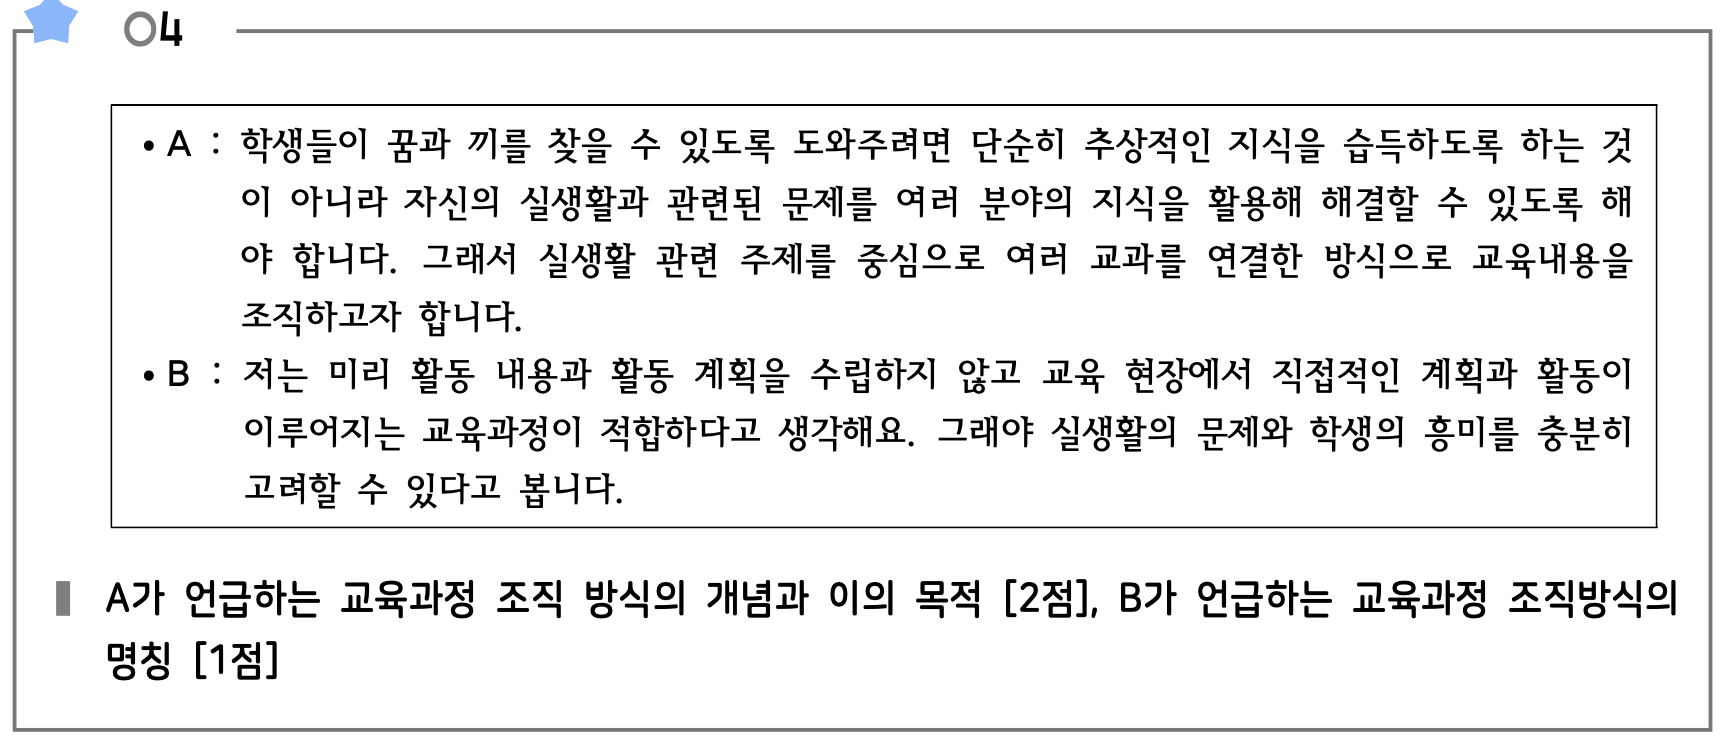 04
• A : 학생들이 꿈과 끼를 찾을 수 있도록 도와주려면 단순히 추상적인 지식을 습득하도록 하는 것
이 아니라 자신의 실생활과 관련된 문제를 여러 분야의 지식을 활용해 해결할 수 있도록 해
야 합니다. 그래서 실생활 관련 주제를 중심으로 여러 교과를 연결한 방식으로 교육내용을
조직하고자 합니다.
• B : 저는 미리 활동 내용과 활동 계획을 수립하지 않고 교육 현장에서 직접적인 계획과 활동이
이루어지는 교육과정이 적합하다고 생각해요. 그래야 실생활의 문제와 학생의 흥미를 충분히
고려할 수 있다고 봅니다.
A가 언급하는 교육과정 조직 방식의 개념과 이의 목적 [2점], B가 언급하는 교육과정 조직방식의
명칭 [1점]